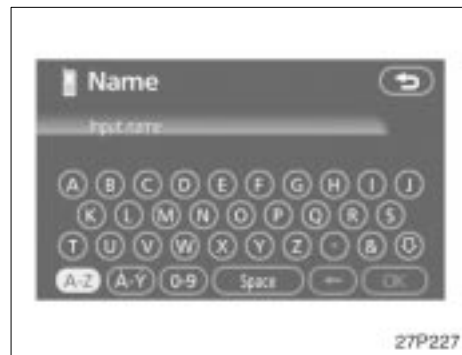 Name
Input name
A B C D E F G H I J
K L M N O P Q R S
T U V W X Y Z - &
A-Z À-Ý 0-9 Space ← OK
27P227